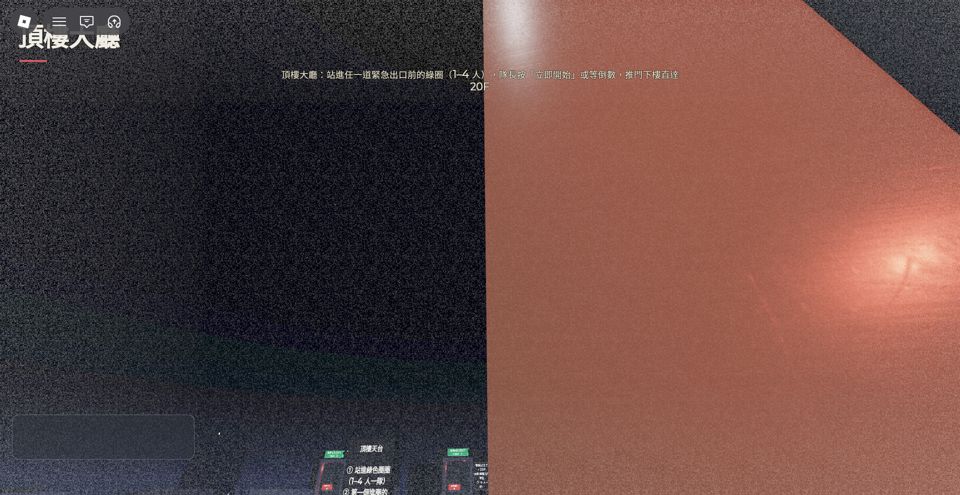 頂樓大廳
頂樓大廳：站進任一道緊急出口前的綠圈（1–4 人），隊長按「立即開始」或等倒數，推門下樓直達
20F
頂樓天台
① 站進綠色圈圈
(1–4 人一隊)
② 第一個進圈的